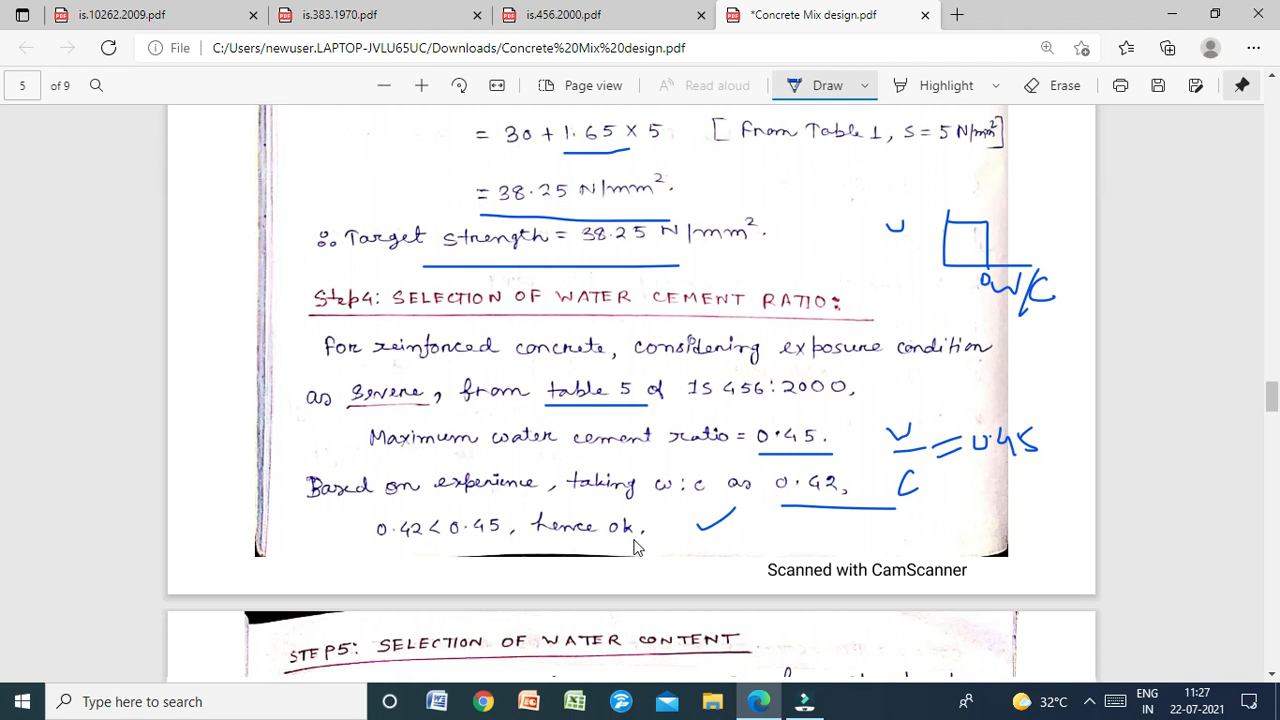 is.10262.2009.pdf
is.383.1970.pdf
is.456.2000.pdf
*Concrete Mix design.pdf
File
C:/Users/newuser.LAPTOP-JVLU65UC/Downloads/Concrete%20Mix%20design.pdf
5 of 9
Page view
Read aloud
Draw
Highlight
Erase
= 30 + 1.65 × 5 [From Table 1, S = 5 N/mm²]
= 38.25 N/mm².
∴ Target strength = 38.25 N/mm².
W/C
Step4: SELECTION OF WATER CEMENT RATIO:
For reinforced concrete, considering exposure condition
as severe, from table 5 of IS 456:2000,
Maximum water cement ratio = 0.45.
W/C = 0.45
Based on experience, taking w:c as 0.42,
0.42 < 0.45, hence ok.
Scanned with CamScanner
STEP5: SELECTION OF WATER CONTENT
Type here to search
32°C
ENG
IN
11:27
22-07-2021